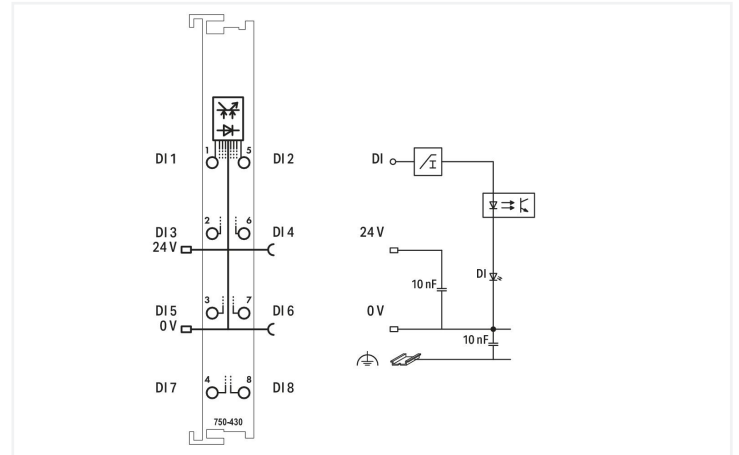 1 5
DI 1 DI 2
2 6
DI 3 DI 4
24 V
3 7
DI 5 DI 6
0 V
4 8
DI 7 DI 8
750-430
DI
I
24 V
10 nF
DI
0 V
10 nF